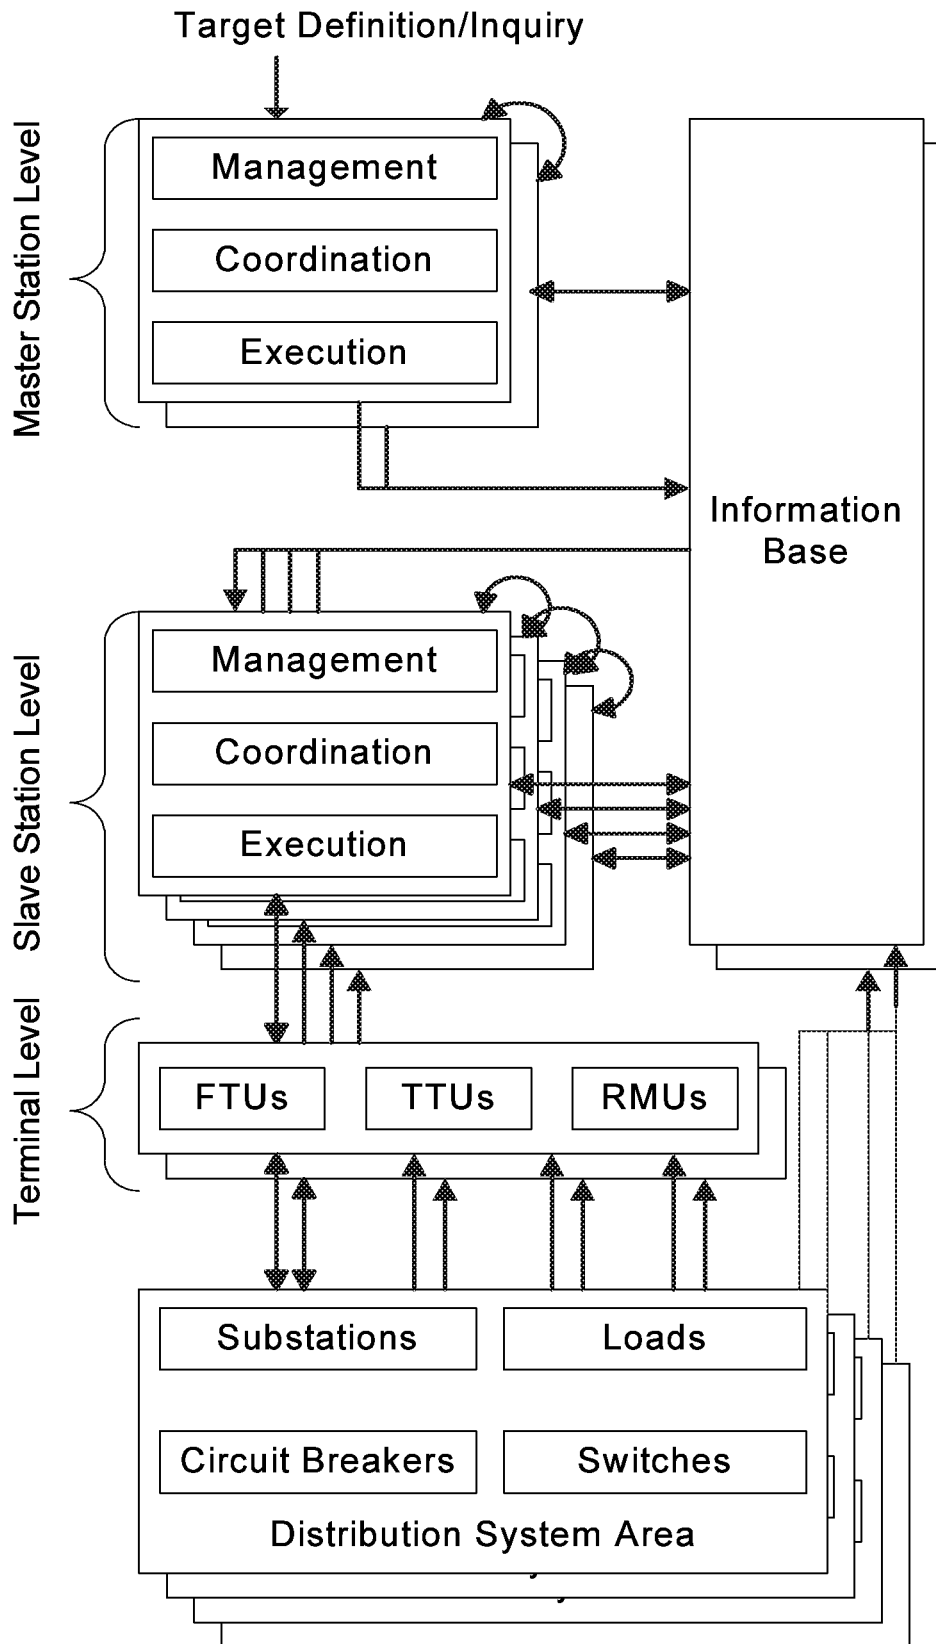 Target Definition/Inquiry
Master Station Level
Management
Coordination
Execution
Information
Base
Slave Station Level
Management
Coordination
Execution
Terminal Level
FTUs
TTUs
RMUs
Substations
Loads
Circuit Breakers
Switches
Distribution System Area